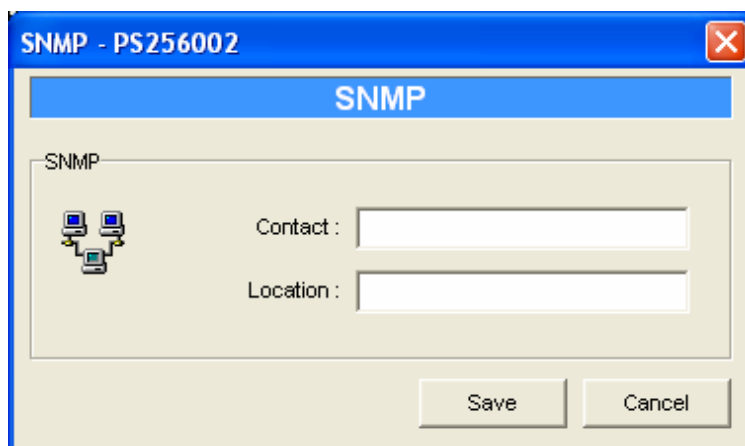 SNMP - PS256002
SNMP
SNMP
Contact :
Location :
Save
Cancel